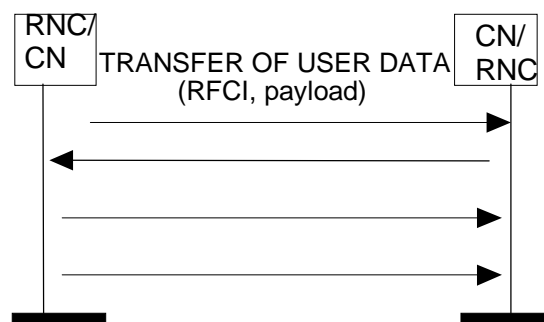 RNC/
CN
CN/
RNC
TRANSFER OF USER DATA
(RFCI, payload)